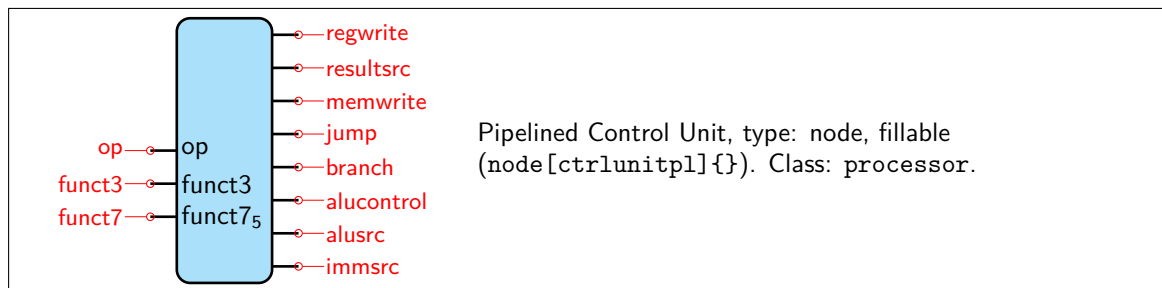 regwrite
resultsrc
memwrite
jump
op op branch
funct3 funct3 alucontrol
funct7 funct7₅ alusrc
immsrc
Pipelined Control Unit, type: node, fillable
(node[ctrlunitpl]{}). Class: processor.